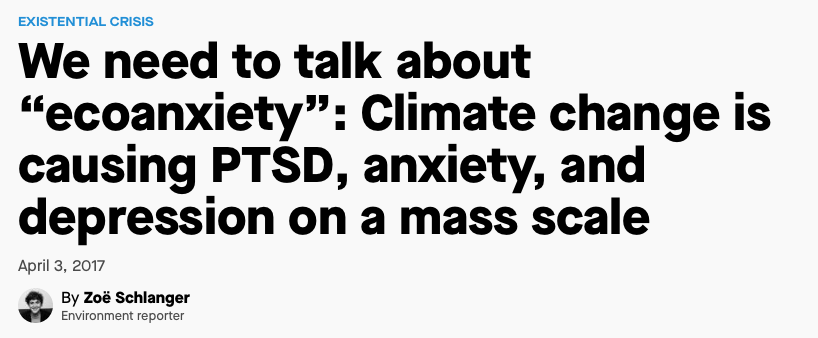 EXISTENTIAL CRISIS
We need to talk about
“ecoanxiety”: Climate change is
causing PTSD, anxiety, and
depression on a mass scale
April 3, 2017
By Zoë Schlanger
Environment reporter